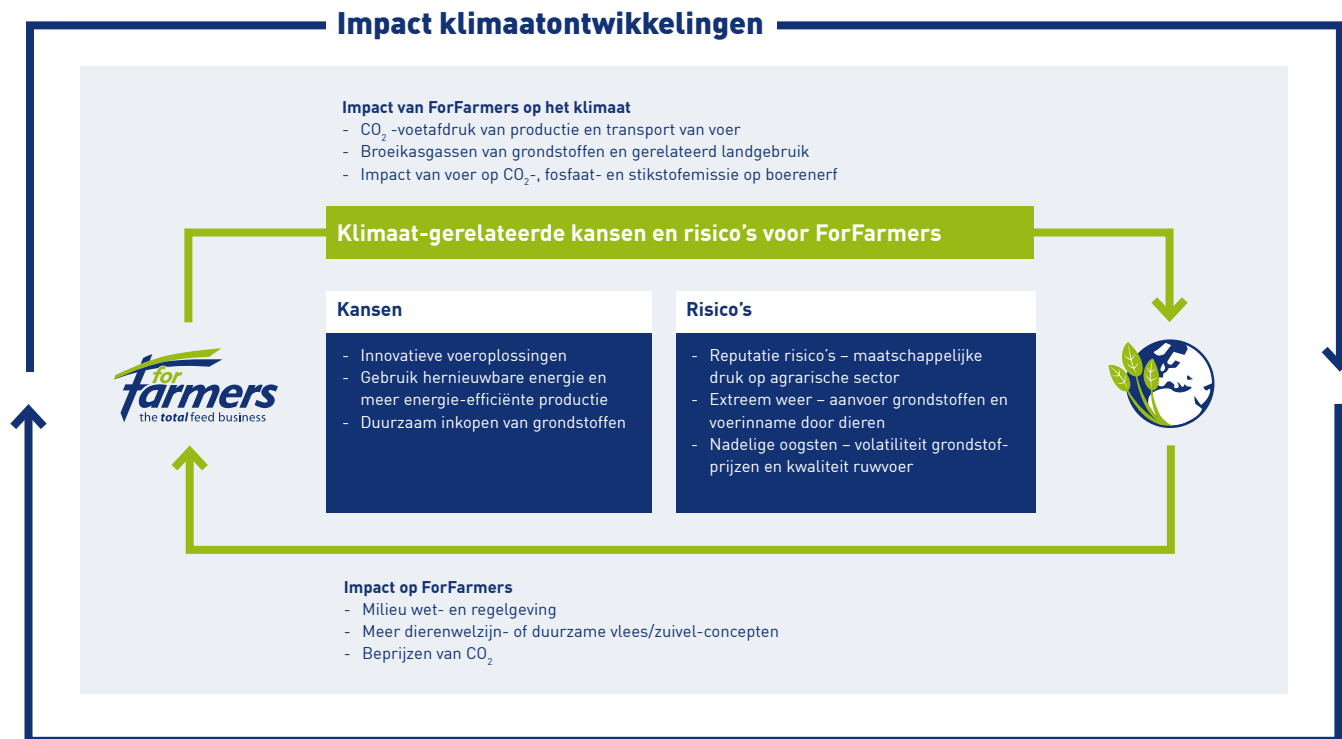 Impact klimaatontwikkelingen
Impact van ForFarmers op het klimaat
- CO₂ -voetafdruk van productie en transport van voer
- Broeikasgassen van grondstoffen en gerelateerd landgebruik
- Impact van voer op CO₂-, fosfaat- en stikstofemissie op boerenerf
Klimaat-gerelateerde kansen en risico's voor ForFarmers
Kansen
- Innovatieve voeroplossingen
- Gebruik hernieuwbare energie en
meer energie-efficiënte productie
- Duurzaam inkopen van grondstoffen
Risico's
- Reputatie risico's – maatschappelijke
druk op agrarische sector
- Extreem weer – aanvoer grondstoffen en
voerinname door dieren
- Nadelige oogsten – volatiliteit grondstof-
prijzen en kwaliteit ruwvoer
for
farmers
the total feed business
Impact op ForFarmers
- Milieu wet- en regelgeving
- Meer dierenwelzijn- of duurzame vlees/zuivel-concepten
- Beprijzen van CO₂